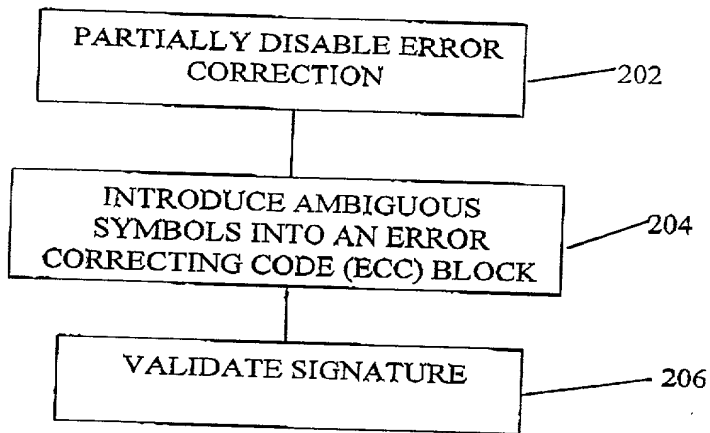 PARTIALLY DISABLE ERROR
CORRECTION
202
INTRODUCE AMBIGUOUS
SYMBOLS INTO AN ERROR
CORRECTING CODE (ECC) BLOCK
204
VALIDATE SIGNATURE
206